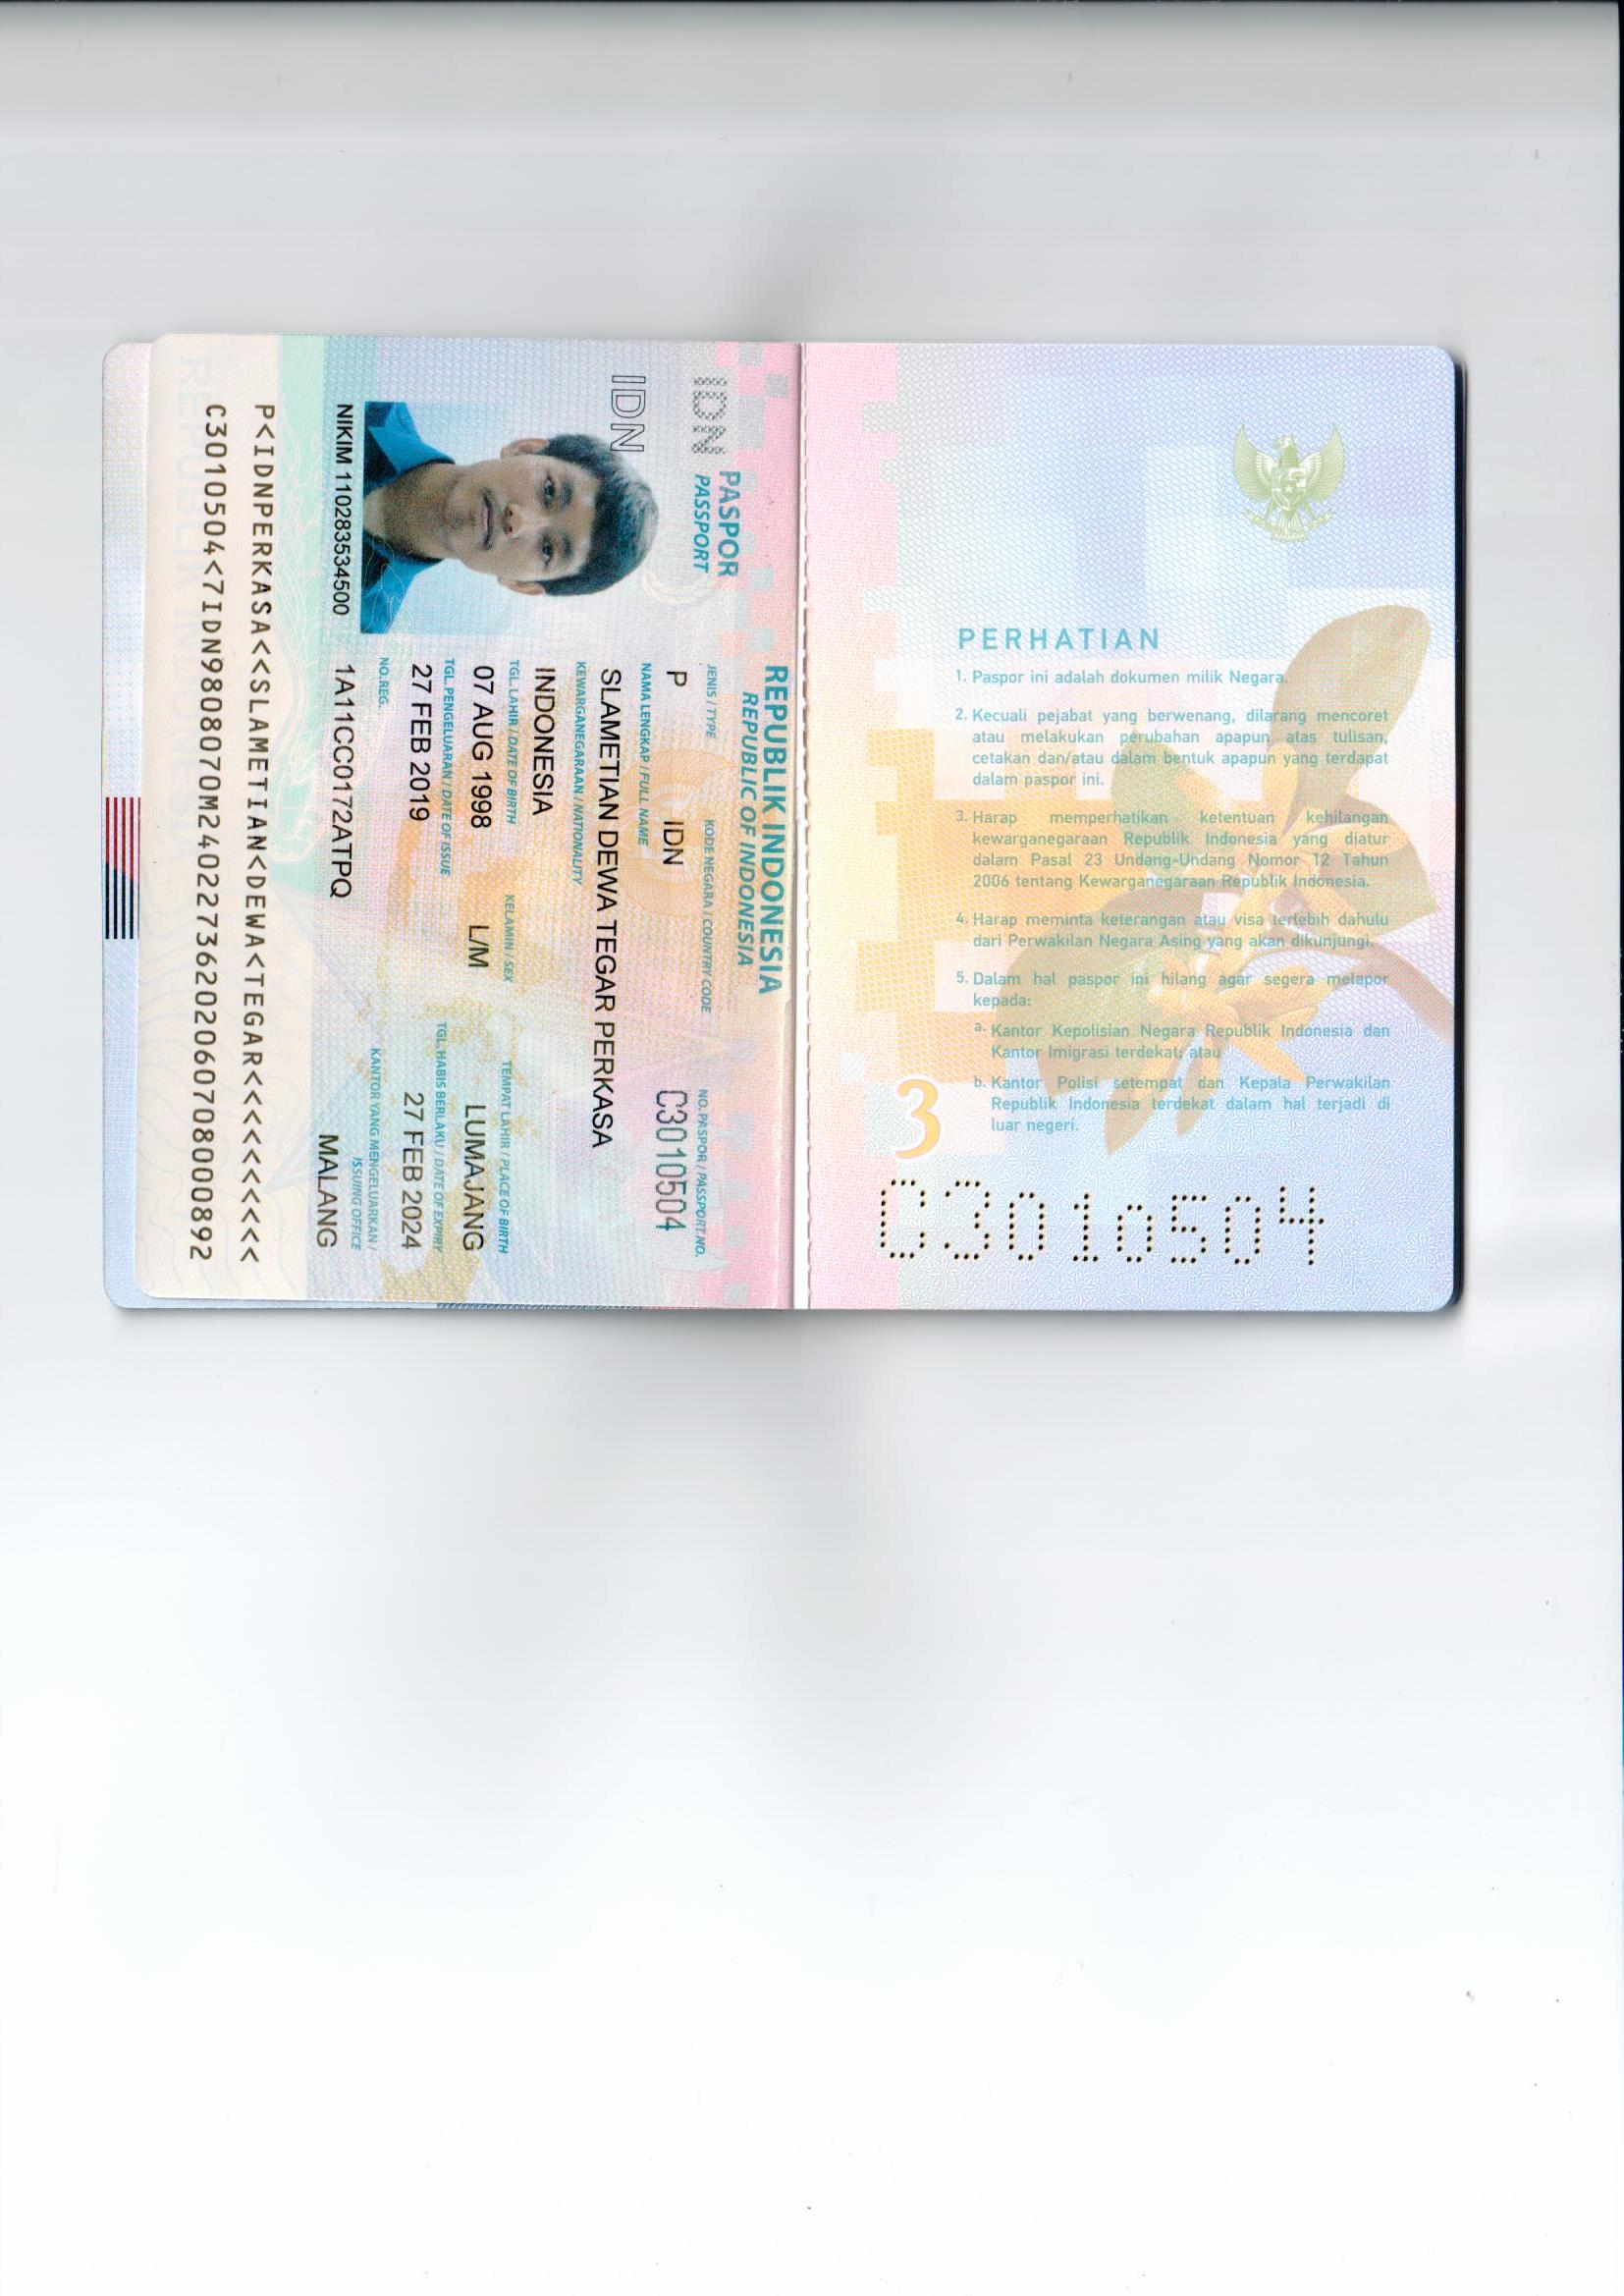 PERHATIAN
1. Paspor ini adalah dokumen milik Negara.
2. Kecuali pejabat yang berwenang, dilarang mencoret
atau melakukan perubahan apapun atas tulisan,
cetakan dan/atau dalam bentuk apapun yang terdapat
dalam paspor ini.
3. Harap memperhatikan ketentuan kehilangan
kewarganegaraan Republik Indonesia yang diatur
dalam Pasal 23 Undang-Undang Nomor 12 Tahun
2006 tentang Kewarganegaraan Republik Indonesia.
4. Harap meminta keterangan atau visa terlebih dahulu
dari Perwakilan Negara Asing yang akan dikunjungi.
5. Dalam hal paspor ini hilang agar segera melapor
kepada:
a. Kantor Kepolisian Negara Republik Indonesia dan
Kantor Imigrasi terdekat; atau
b. Kantor Polisi setempat dan Kepala Perwakilan
Republik Indonesia terdekat dalam hal terjadi di
luar negeri.
3
C3010504
REPUBLIK INDONESIA
REPUBLIC OF INDONESIA
PASPOR
PASSPORT
IDN
IDN
JENIS / TYPE KODE NEGARA / COUNTRY CODE NO. PASPOR / PASSPORT NO.
P IDN C3010504
NAMA LENGKAP / FULL NAME
SLAMETIAN DEWA TEGAR PERKASA
KEWARGANEGARAAN / NATIONALITY
INDONESIA
TGL. LAHIR / DATE OF BIRTH KELAMIN / SEX TEMPAT LAHIR / PLACE OF BIRTH
07 AUG 1998 L/M LUMAJANG
TGL. PENGELUARAN / DATE OF ISSUE TGL. HABIS BERLAKU / DATE OF EXPIRY
27 FEB 2019 27 FEB 2024
NO. REG. KANTOR YANG MENGELUARKAN /
ISSUING OFFICE
NIKIM 110283534500 1A11CC0172ATPQ MALANG
P<IDNPERKASA<<SLAMETIAN<DEWA<TEGAR<<<<<<<<<<
C3010504<7IDN9808070M24022736202060708000892